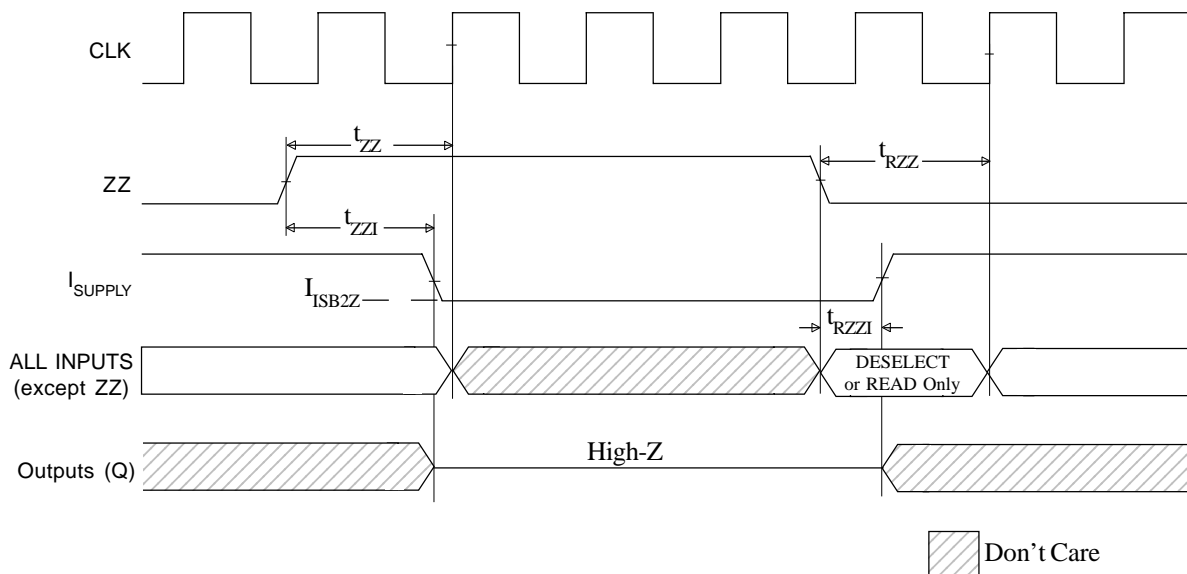 CLK
t_ZZ
t_RZZ
ZZ
t_ZZI
I_SUPPLY
I_ISB2Z
t_RZZI
ALL INPUTS
(except ZZ)
DESELECT
or READ Only
High-Z
Outputs (Q)
Don't Care